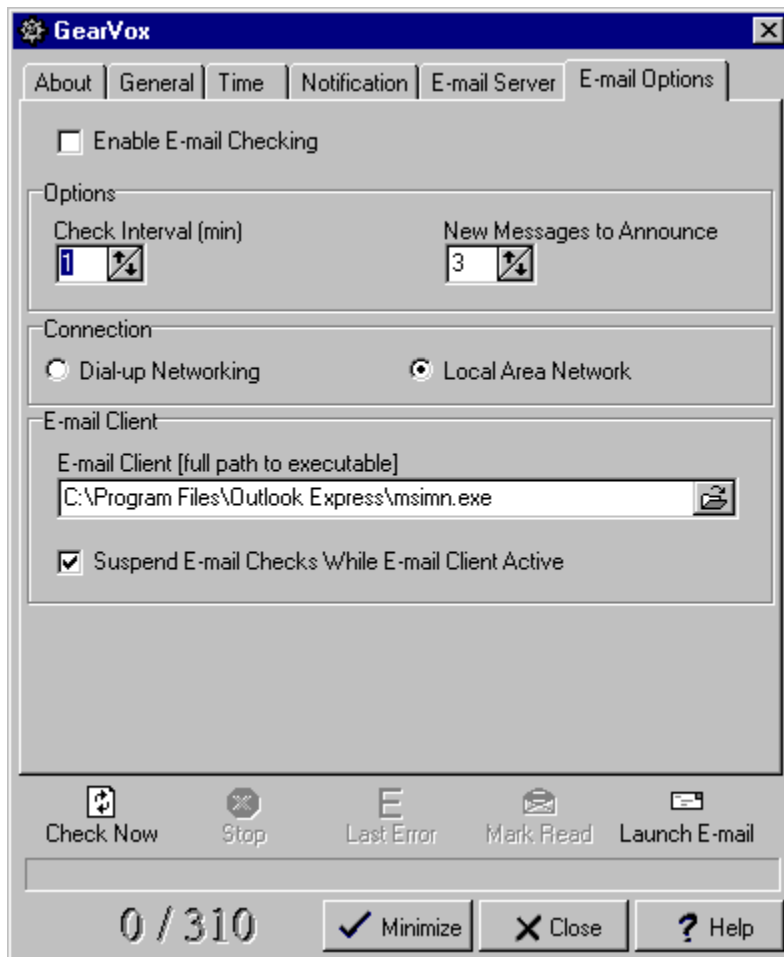 GearVox
About General Time Notification E-mail Server E-mail Options
Enable E-mail Checking
Options
Check Interval (min) New Messages to Announce
1 3
Connection
Dial-up Networking Local Area Network
E-mail Client
E-mail Client [full path to executable]
C:\Program Files\Outlook Express\msimn.exe
Suspend E-mail Checks While E-mail Client Active
E
Check Now Stop Last Error Mark Read Launch E-mail
0 / 310 Minimize Close ? Help